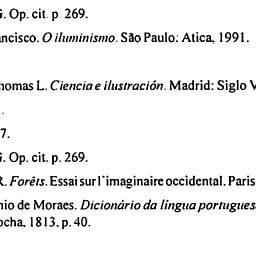 G. Op. cit. p. 269.
ancisco. O iluminismo. São Paulo: Atica, 1991.
homas L. Ciencia e ilustración. Madrid: Siglo V
.
7.
G. Op. cit. p. 269.
R. Forêts. Essai sur l'imaginaire occidental. Paris
nio de Moraes. Dicionário da língua portugues
ocha, 1813, p. 40.